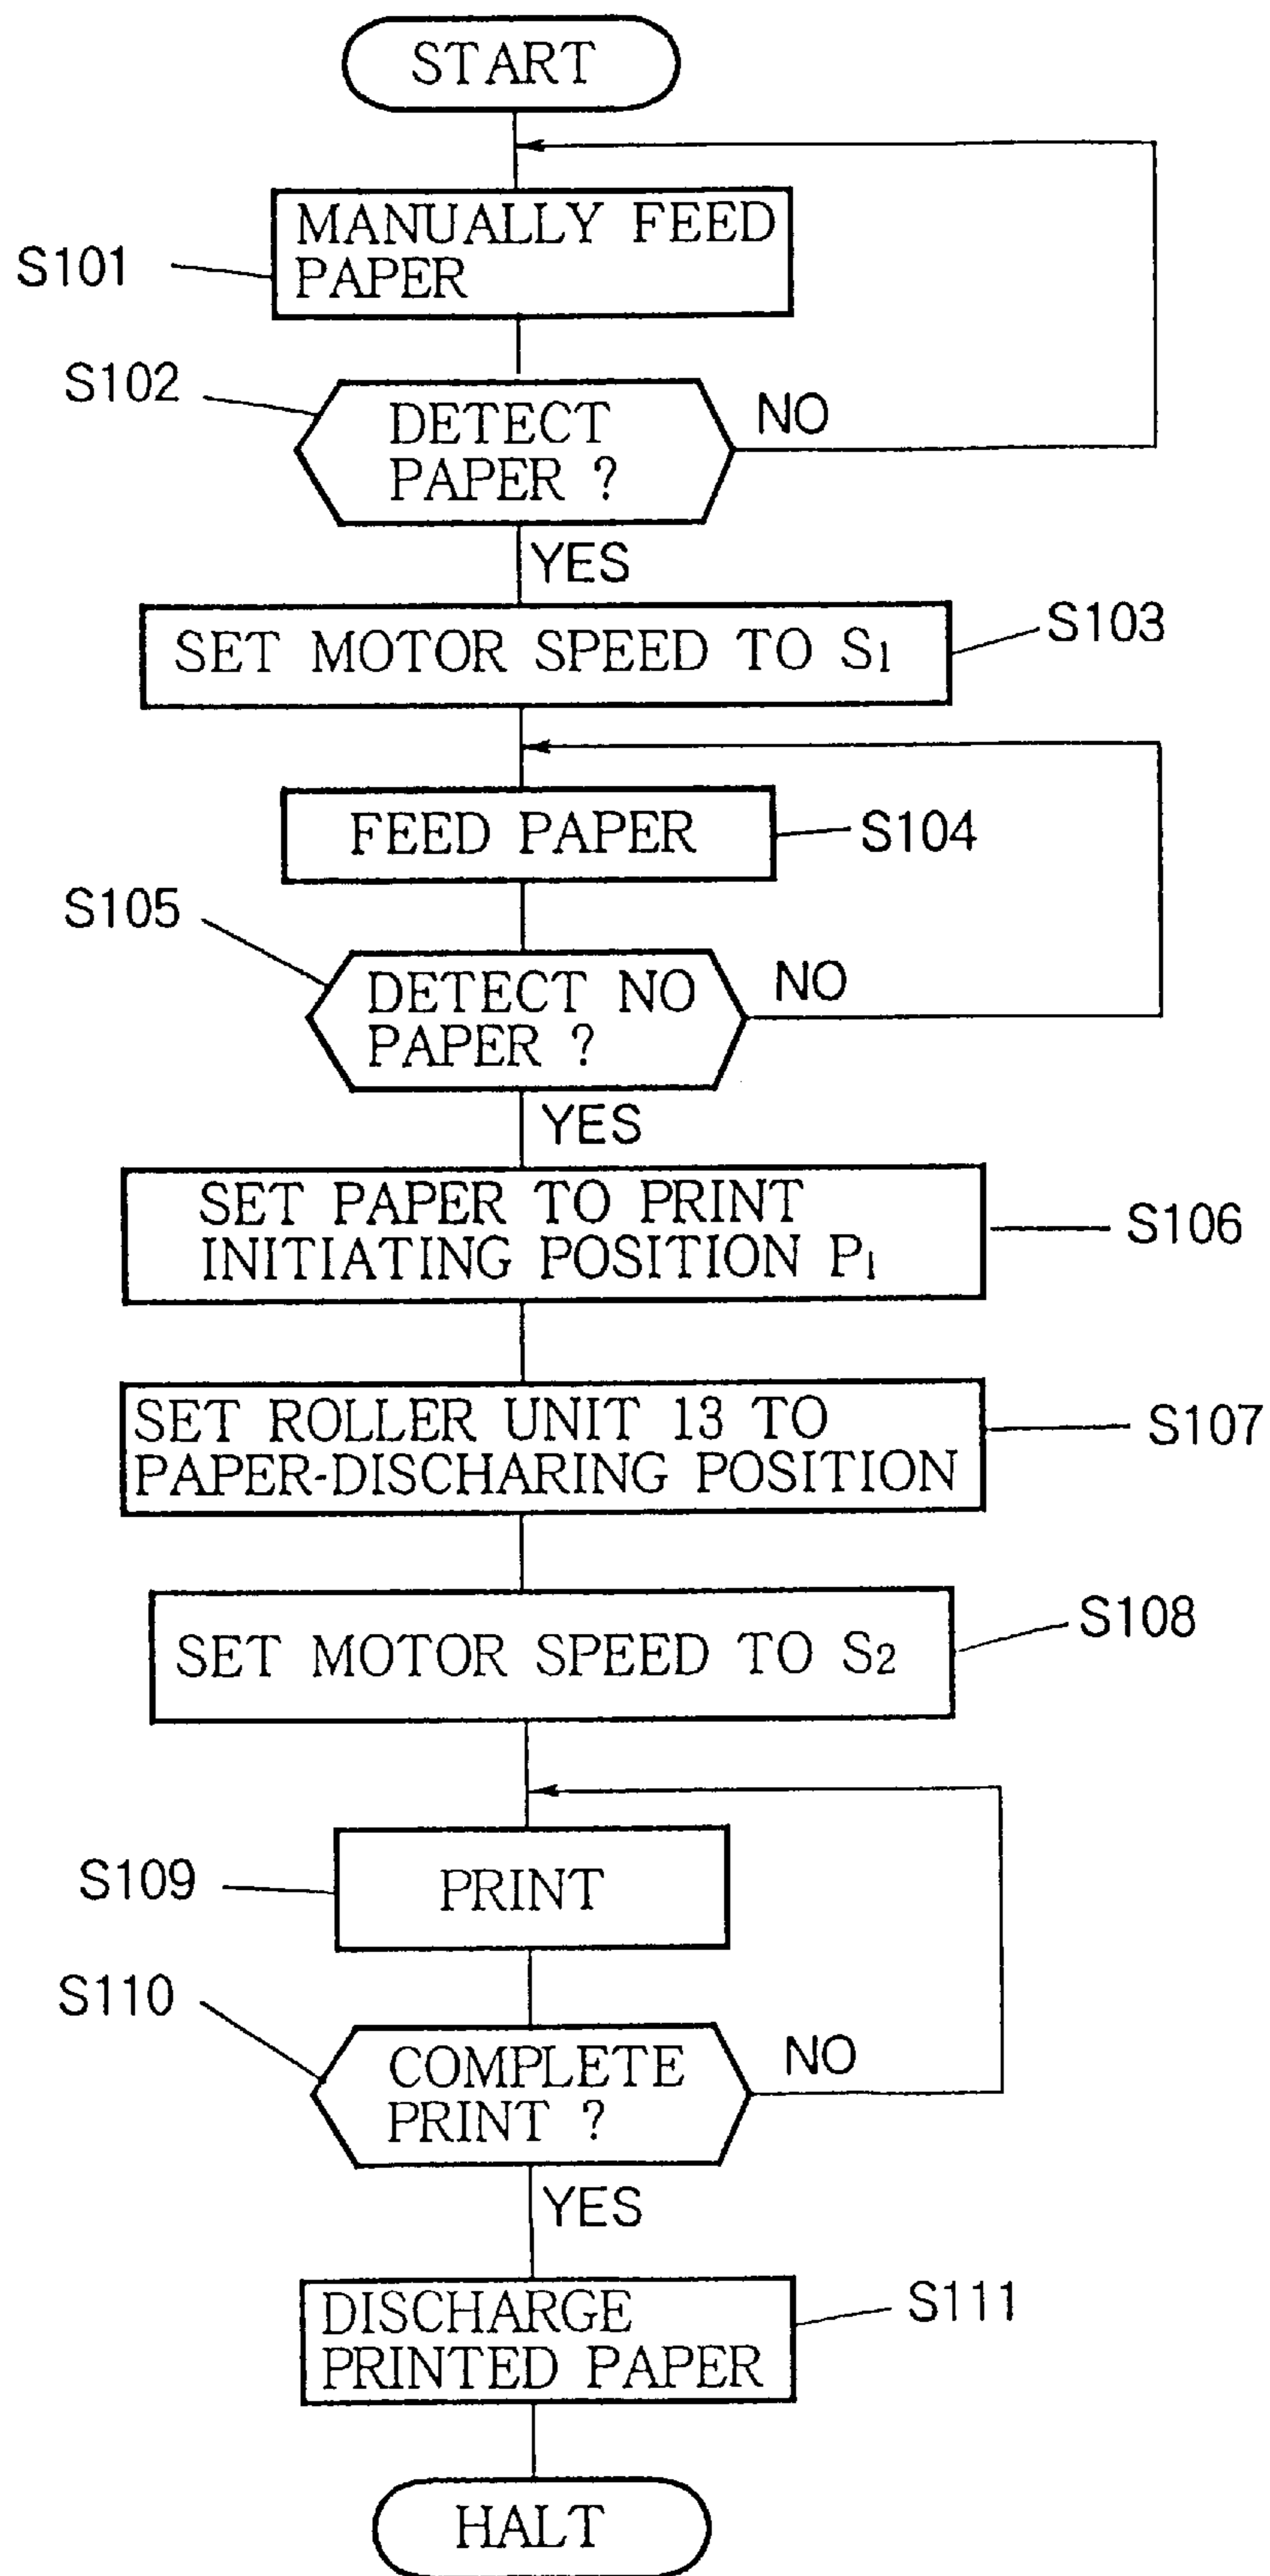 START
MANUALLY FEED
PAPER
S101
S102
DETECT
PAPER ?
NO
YES
SET MOTOR SPEED TO S1
S103
FEED PAPER
S104
S105
DETECT NO
PAPER ?
NO
YES
SET PAPER TO PRINT
INITIATING POSITION P1
S106
SET ROLLER UNIT 13 TO
PAPER-DISCHARING POSITION
S107
SET MOTOR SPEED TO S2
S108
S109
PRINT
S110
COMPLETE
PRINT ?
NO
YES
DISCHARGE
PRINTED PAPER
S111
HALT